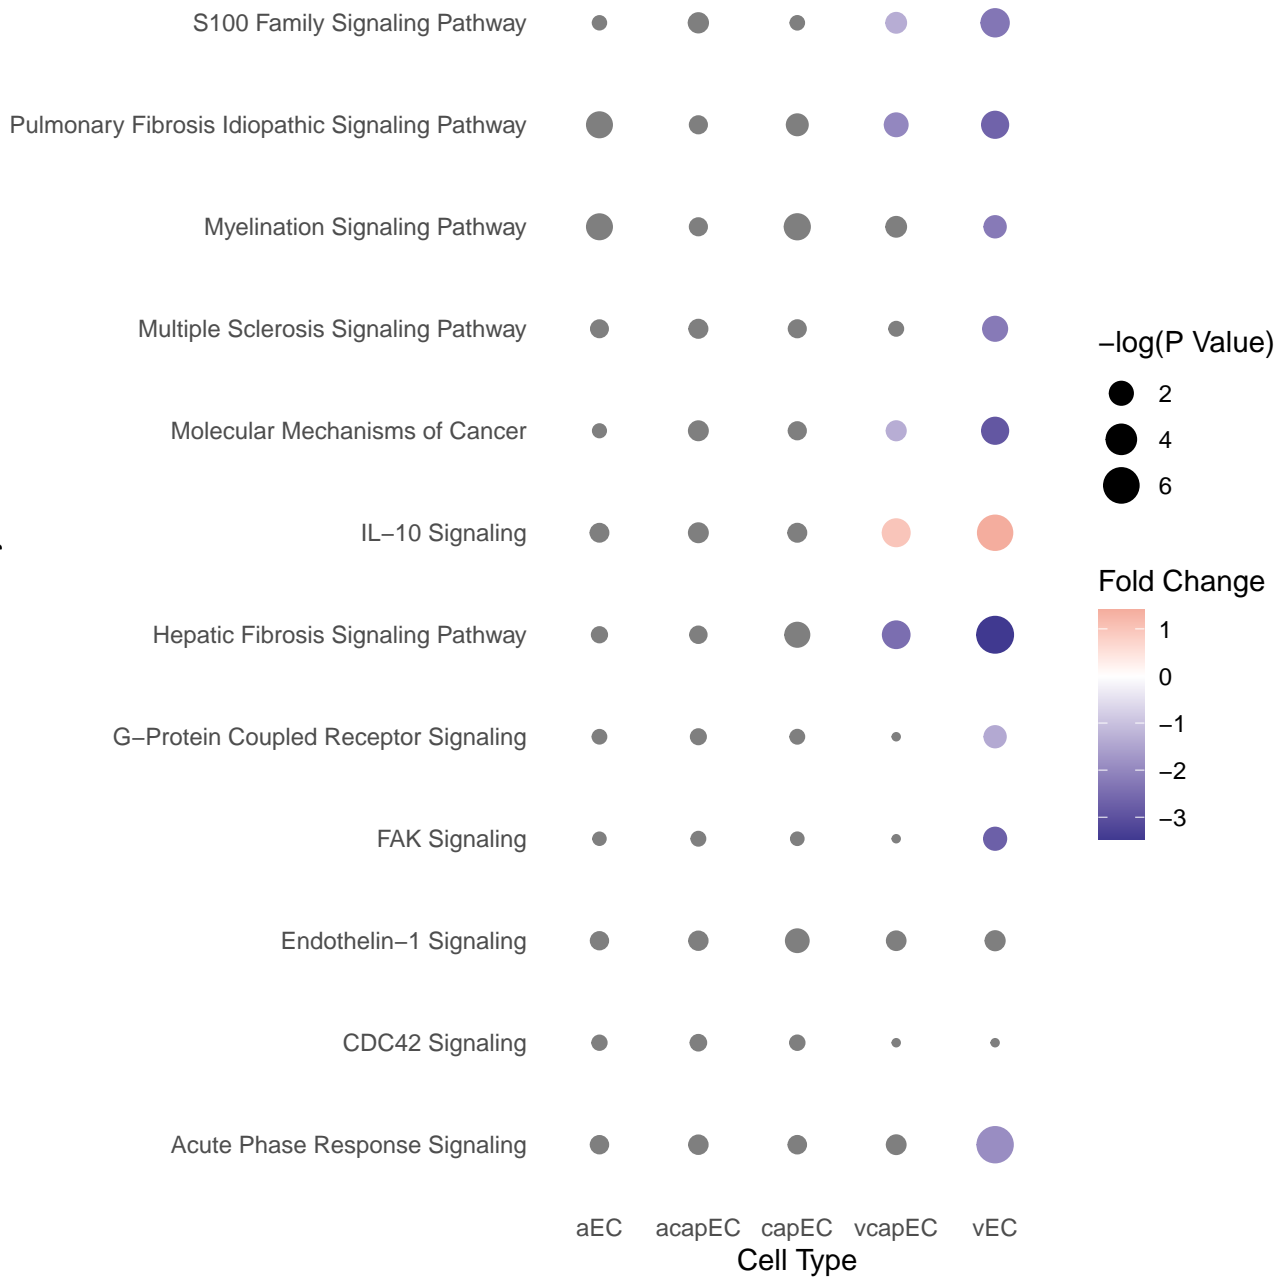 S100 Family Signaling Pathway
Pulmonary Fibrosis Idiopathic Signaling Pathway
Myelination Signaling Pathway
Multiple Sclerosis Signaling Pathway
Molecular Mechanisms of Cancer
IL−10 Signaling
Hepatic Fibrosis Signaling Pathway
G−Protein Coupled Receptor Signaling
FAK Signaling
Endothelin−1 Signaling
CDC42 Signaling
Acute Phase Response Signaling
aEC acapEC capEC vcapEC vEC
Cell Type
−log(P Value)
2
4
6
Fold Change
1
0
−1
−2
−3